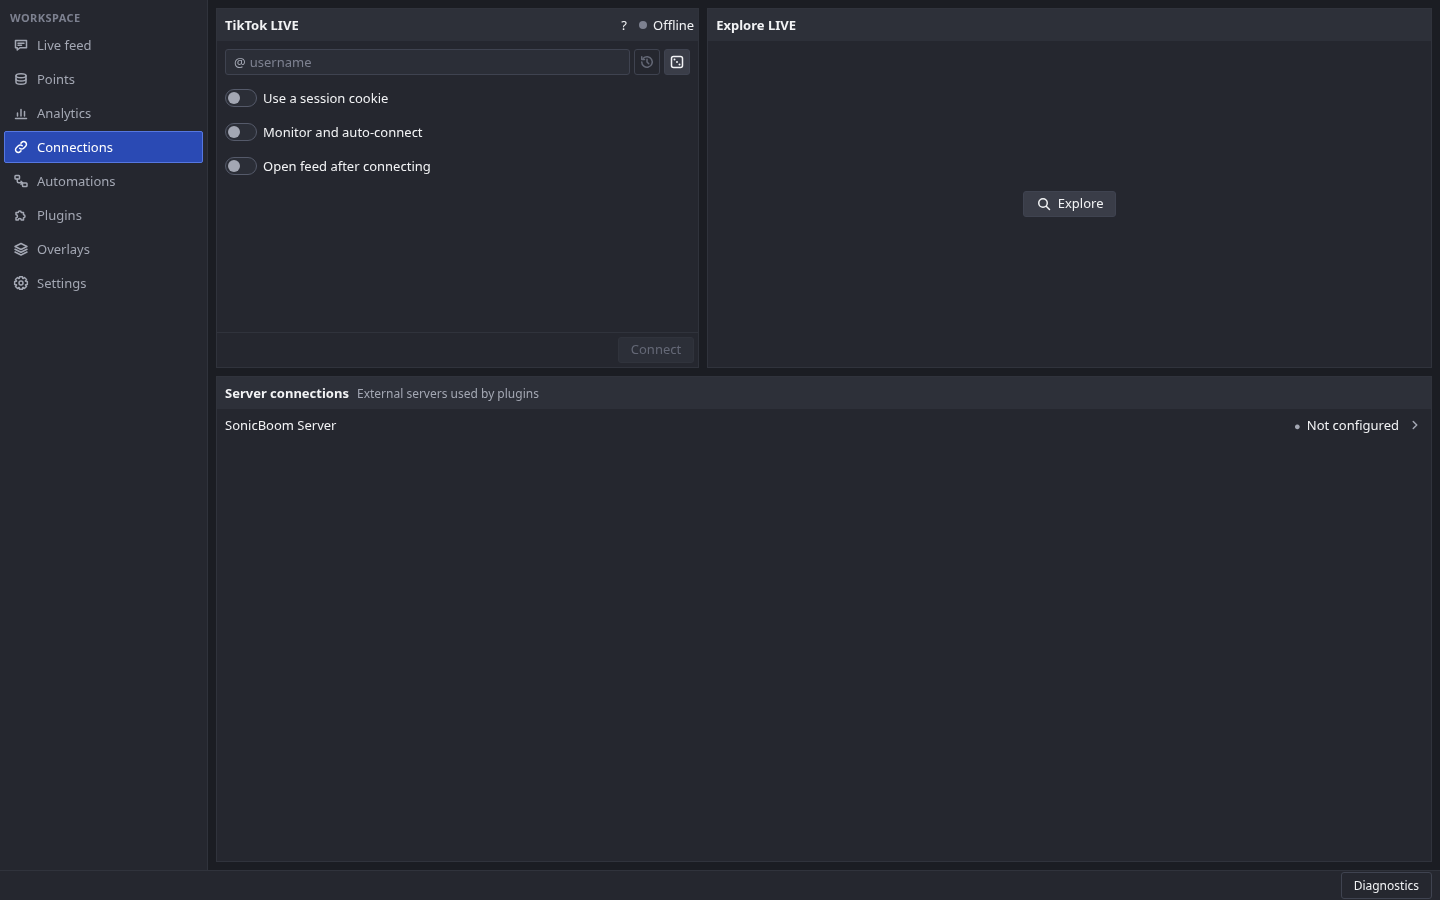 WORKSPACE
Live feed
Points
Analytics
Connections
Automations
Plugins
Overlays
Settings
TikTok LIVE
? Offline
@ username
Use a session cookie
Monitor and auto-connect
Open feed after connecting
Connect
Explore LIVE
Explore
Server connections External servers used by plugins
SonicBoom Server Not configured
Diagnostics